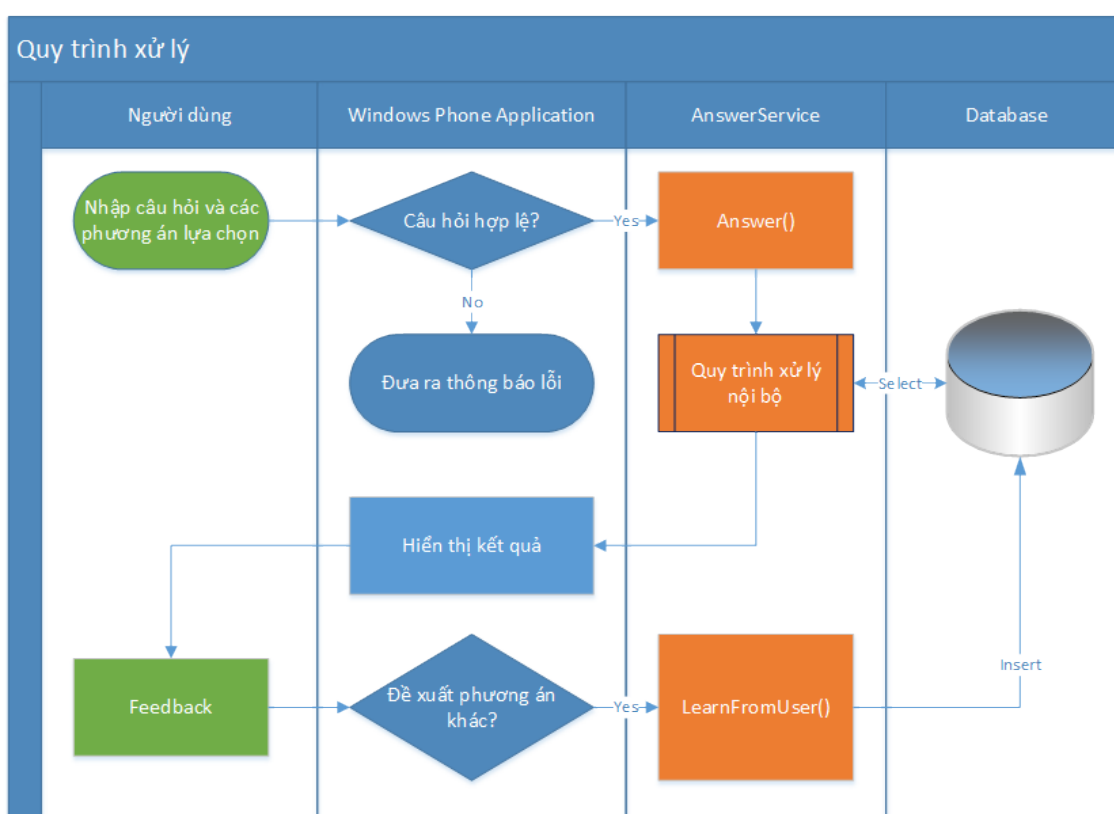 Quy trình xử lý
Người dùng
Windows Phone Application
AnswerService
Database
Nhập câu hỏi và các
phương án lựa chọn
Câu hỏi hợp lệ?
Yes
Answer()
No
Đưa ra thông báo lỗi
Quy trình xử lý
nội bộ
Select
Hiển thị kết quả
Feedback
Đề xuất phương án
khác?
Yes
LearnFromUser()
Insert